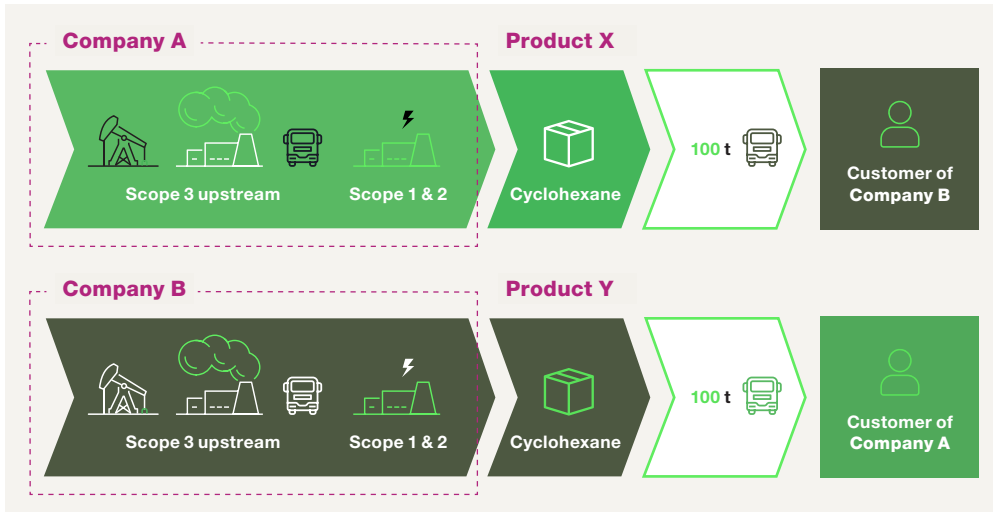 Company A
Product X
Scope 3 upstream
Scope 1 & 2
Cyclohexane
100 t
Customer of
Company B
Company B
Product Y
Scope 3 upstream
Scope 1 & 2
Cyclohexane
100 t
Customer of
Company A